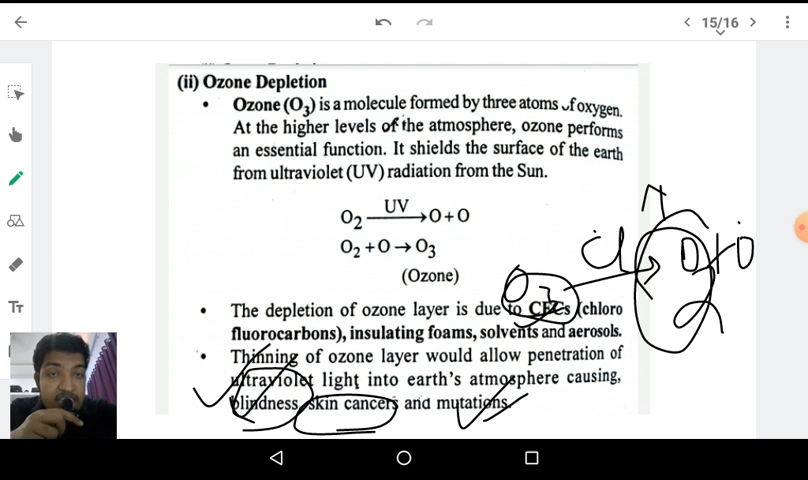 15/16
(ii) Ozone Depletion
• Ozone (O3) is a molecule formed by three atoms of oxygen.
At the higher levels of the atmosphere, ozone performs
an essential function. It shields the surface of the earth
from ultraviolet (UV) radiation from the Sun.
O2 UV → O + O
O2 + O → O3
(Ozone)
Cl
O + O
O3
2
• The depletion of ozone layer is due to CFCs (chloro
fluorocarbons), insulating foams, solvents and aerosols.
• Thinning of ozone layer would allow penetration of
ultraviolet light into earth's atmosphere causing,
blindness, skin cancers and mutations.
Tт